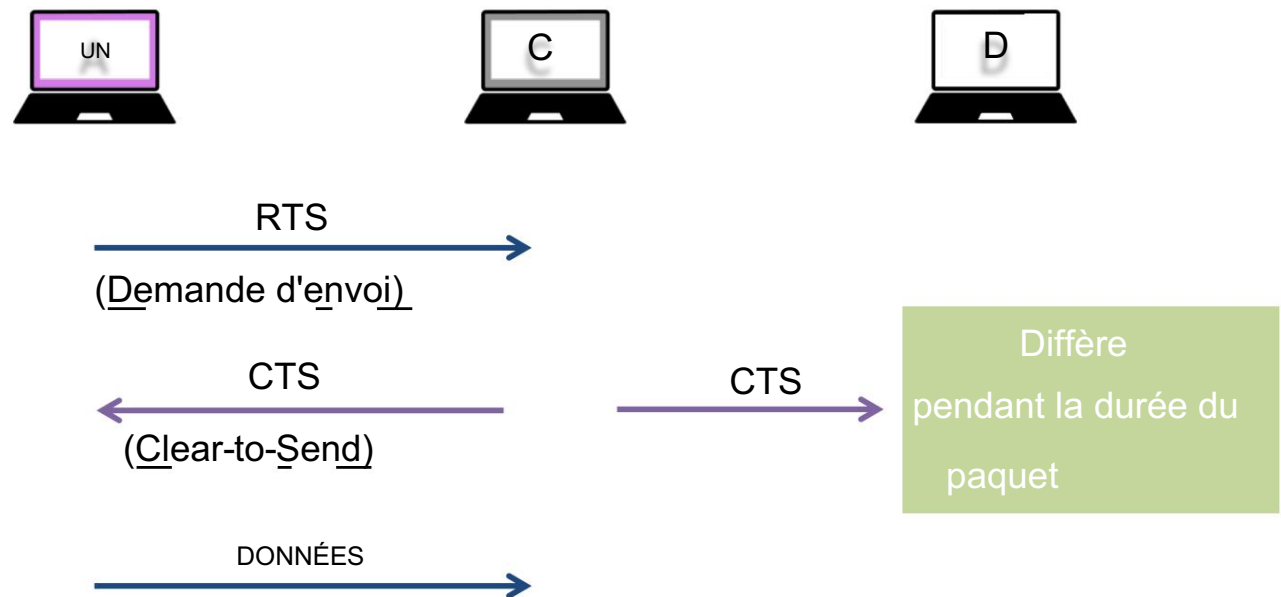 UN
C
D
RTS
(Demande d'envoi)
CTS
CTS
(Clear-to-Send)
Diffère
pendant la durée du
paquet
DONNÉES